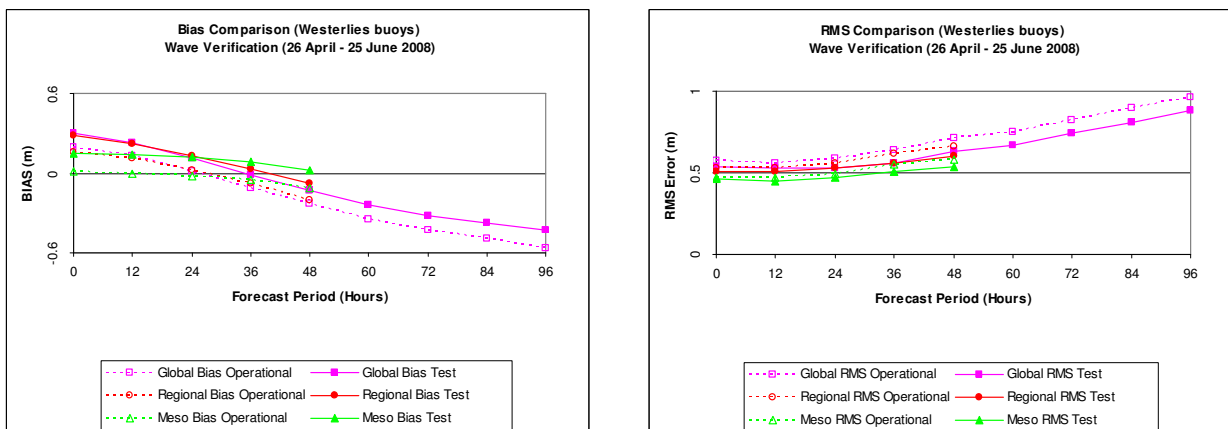 Bias Comparison (Westerlies buoys)
Wave Verification (26 April - 25 June 2008)
BIAS (m)
0.6
0
-0.6
0 12 24 36 48 60 72 84 96
Forecast Period (Hours)
Global Bias Operational Global Bias Test
Regional Bias Operational Regional Bias Test
Meso Bias Operational Meso Bias Test
RMS Comparison (Westerlies buoys)
Wave Verification (26 April - 25 June 2008)
RMS Error (m)
1
0.5
0
0 12 24 36 48 60 72 84 96
Forecast Period (Hours)
Global RMS Operational Global RMS Test
Regional RMS Operational Regional RMS Test
Meso RMS Operational Meso RMS Test